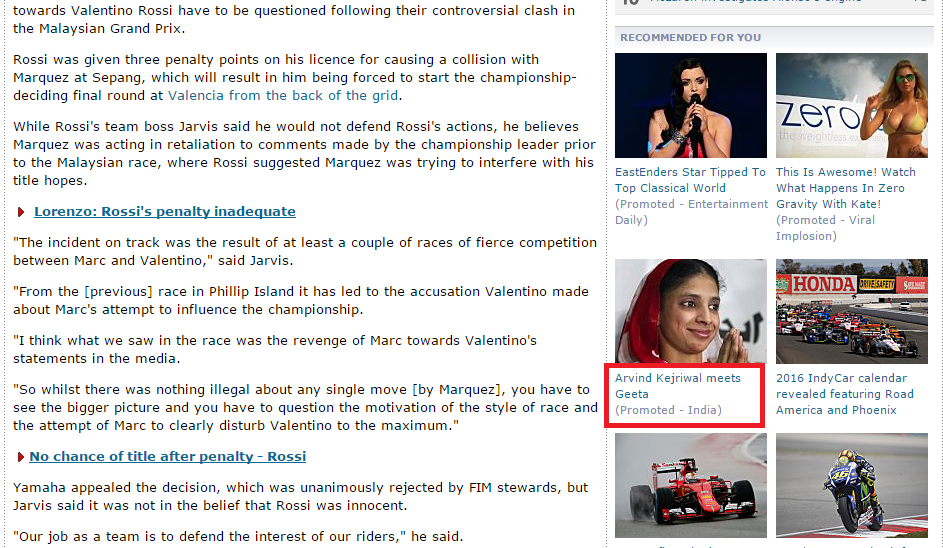 towards Valentino Rossi have to be questioned following their controversial clash in
the Malaysian Grand Prix.
Rossi was given three penalty points on his licence for causing a collision with
Marquez at Sepang, which will result in him being forced to start the championship-
deciding final round at Valencia from the back of the grid.
While Rossi's team boss Jarvis said he would not defend Rossi's actions, he believes
Marquez was acting in retaliation to comments made by the championship leader prior
to the Malaysian race, where Rossi suggested Marquez was trying to interfere with his
title hopes.
Lorenzo: Rossi's penalty inadequate
"The incident on track was the result of at least a couple of races of fierce competition
between Marc and Valentino," said Jarvis.
"From the [previous] race in Phillip Island it has led to the accusation Valentino made
about Marc's attempt to influence the championship.
"I think what we saw in the race was the revenge of Marc towards Valentino's
statements in the media.
"So whilst there was nothing illegal about any single move [by Marquez], you have to
see the bigger picture and you have to question the motivation of the style of race and
the attempt of Marc to clearly disturb Valentino to the maximum."
No chance of title after penalty - Rossi
Yamaha appealed the decision, which was unanimously rejected by FIM stewards, but
Jarvis said it was not in the belief that Rossi was innocent.
"Our job as a team is to defend the interest of our riders," he said.
RECOMMENDED FOR YOU
zero
the weightless ex
EastEnders Star Tipped To
Top Classical World
(Promoted - Entertainment
Daily)
This Is Awesome! Watch
What Happens In Zero
Gravity With Kate!
(Promoted - Viral
Implosion)
HONDA
DRIVE SAFETY
Arvind Kejriwal meets
Geeta
(Promoted - India)
2016 IndyCar calendar
revealed featuring Road
America and Phoenix
46